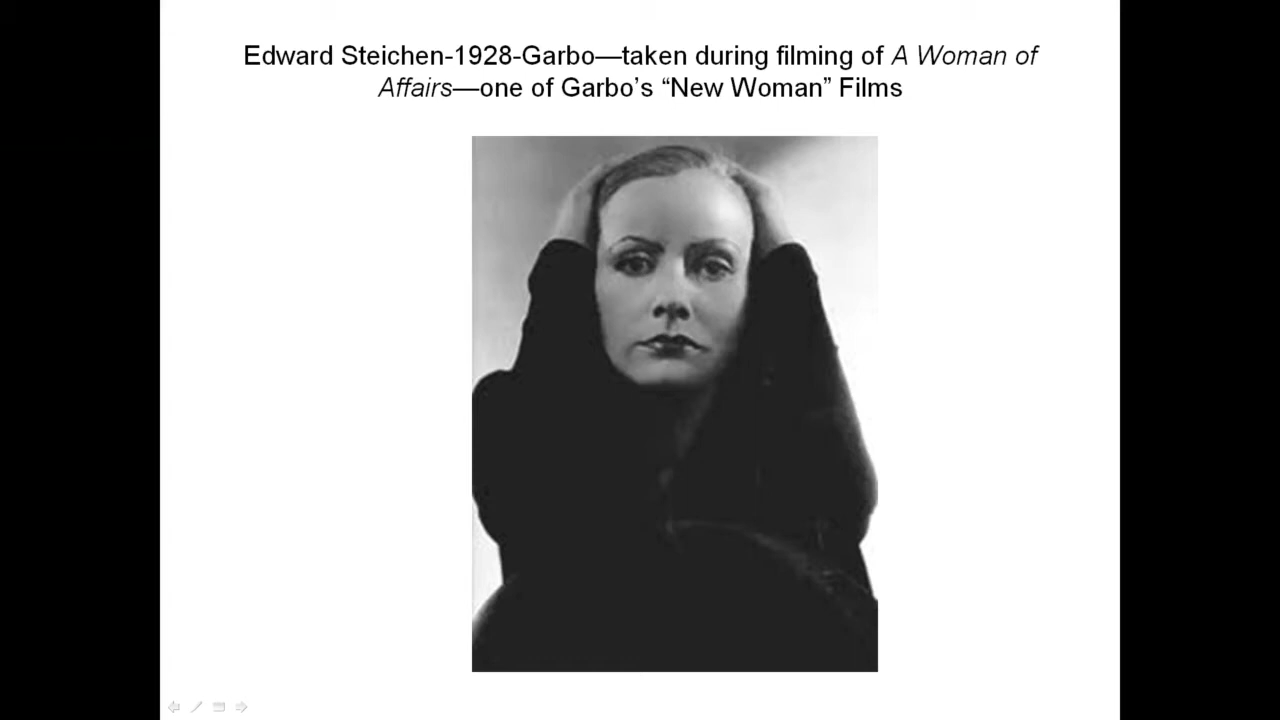 Edward Steichen-1928-Garbo—taken during filming of A Woman of
Affairs—one of Garbo’s “New Woman” Films